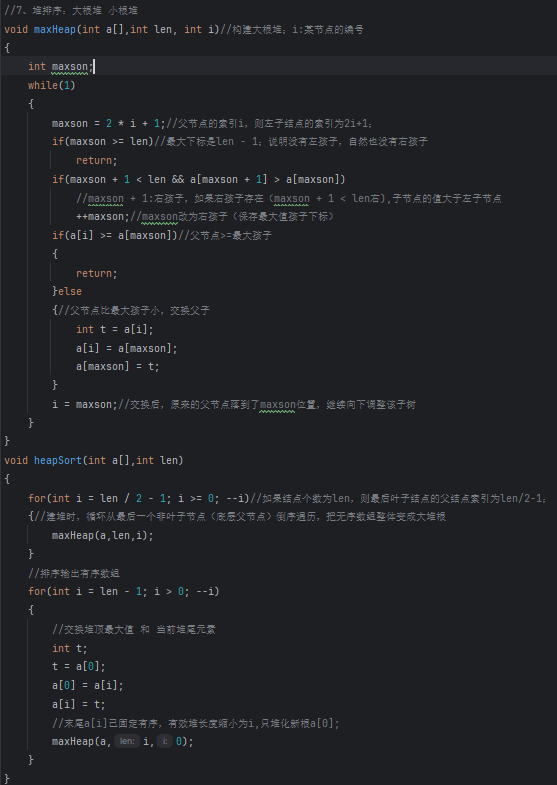 //7、堆排序：大根堆 小根堆
void maxHeap(int a[],int len, int i)//构建大根堆；i:某节点的编号
{
int maxson;
while(1)
{
maxson = 2 * i + 1;//父节点的索引i，则左子结点的索引为2i+1;
if(maxson >= len)//最大下标是len - 1；说明没有左孩子，自然也没有右孩子
return;
if(maxson + 1 < len && a[maxson + 1] > a[maxson])
//maxson + 1:右孩子，如果右孩子存在（maxson + 1 < len右),子节点的值大于左子节点
++maxson;//maxson改为右孩子（保存最大值孩子下标）
if(a[i] >= a[maxson])//父节点>=最大孩子
{
return;
}else
{//父节点比最大孩子小，交换父子
int t = a[i];
a[i] = a[maxson];
a[maxson] = t;
}
i = maxson;//交换后，原来的父节点落到了maxson位置，继续向下调整该子树
}
}
void heapSort(int a[],int len)
{
for(int i = len / 2 - 1; i >= 0; --i)//如果结点个数为len，则最后叶子结点的父结点索引为len/2-1;
{//建堆时，循环从最后一个非叶子节点（底层父节点）倒序遍历，把无序数组整体变成大堆根
maxHeap(a,len,i);
}
//排序输出有序数组
for(int i = len - 1; i > 0; --i)
{
//交换堆顶最大值 和 当前堆尾元素
int t;
t = a[0];
a[0] = a[i];
a[i] = t;
//末尾a[i]已固定有序，有效堆长度缩小为i,只堆化新根a[0];
maxHeap(a, len: i, i: 0);
}
}